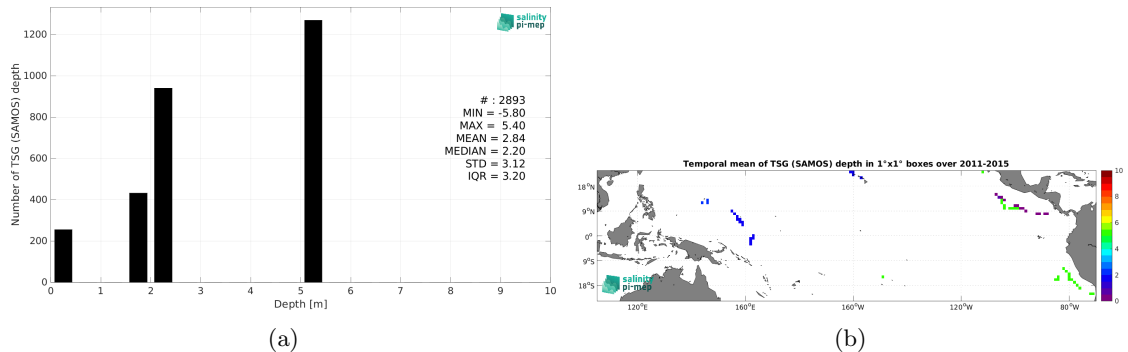 salinity
pi-mep
1200
1000
800
600
400
200
0
Number of TSG (SAMOS) depth
# : 2893
MIN = -5.80
MAX = 5.40
MEAN = 2.84
MEDIAN = 2.20
STD = 3.12
IQR = 3.20
0 1 2 3 4 5 6 7 8 9 10
Depth [m]
(a)
Temporal mean of TSG (SAMOS) depth in 1°x1° boxes over 2011-2015
18°N
9°N
0°
9°S
18°S
salinity
pi-mep
120°E 160°E 160°W 120°W 80°W
10
8
6
4
2
0
(b)